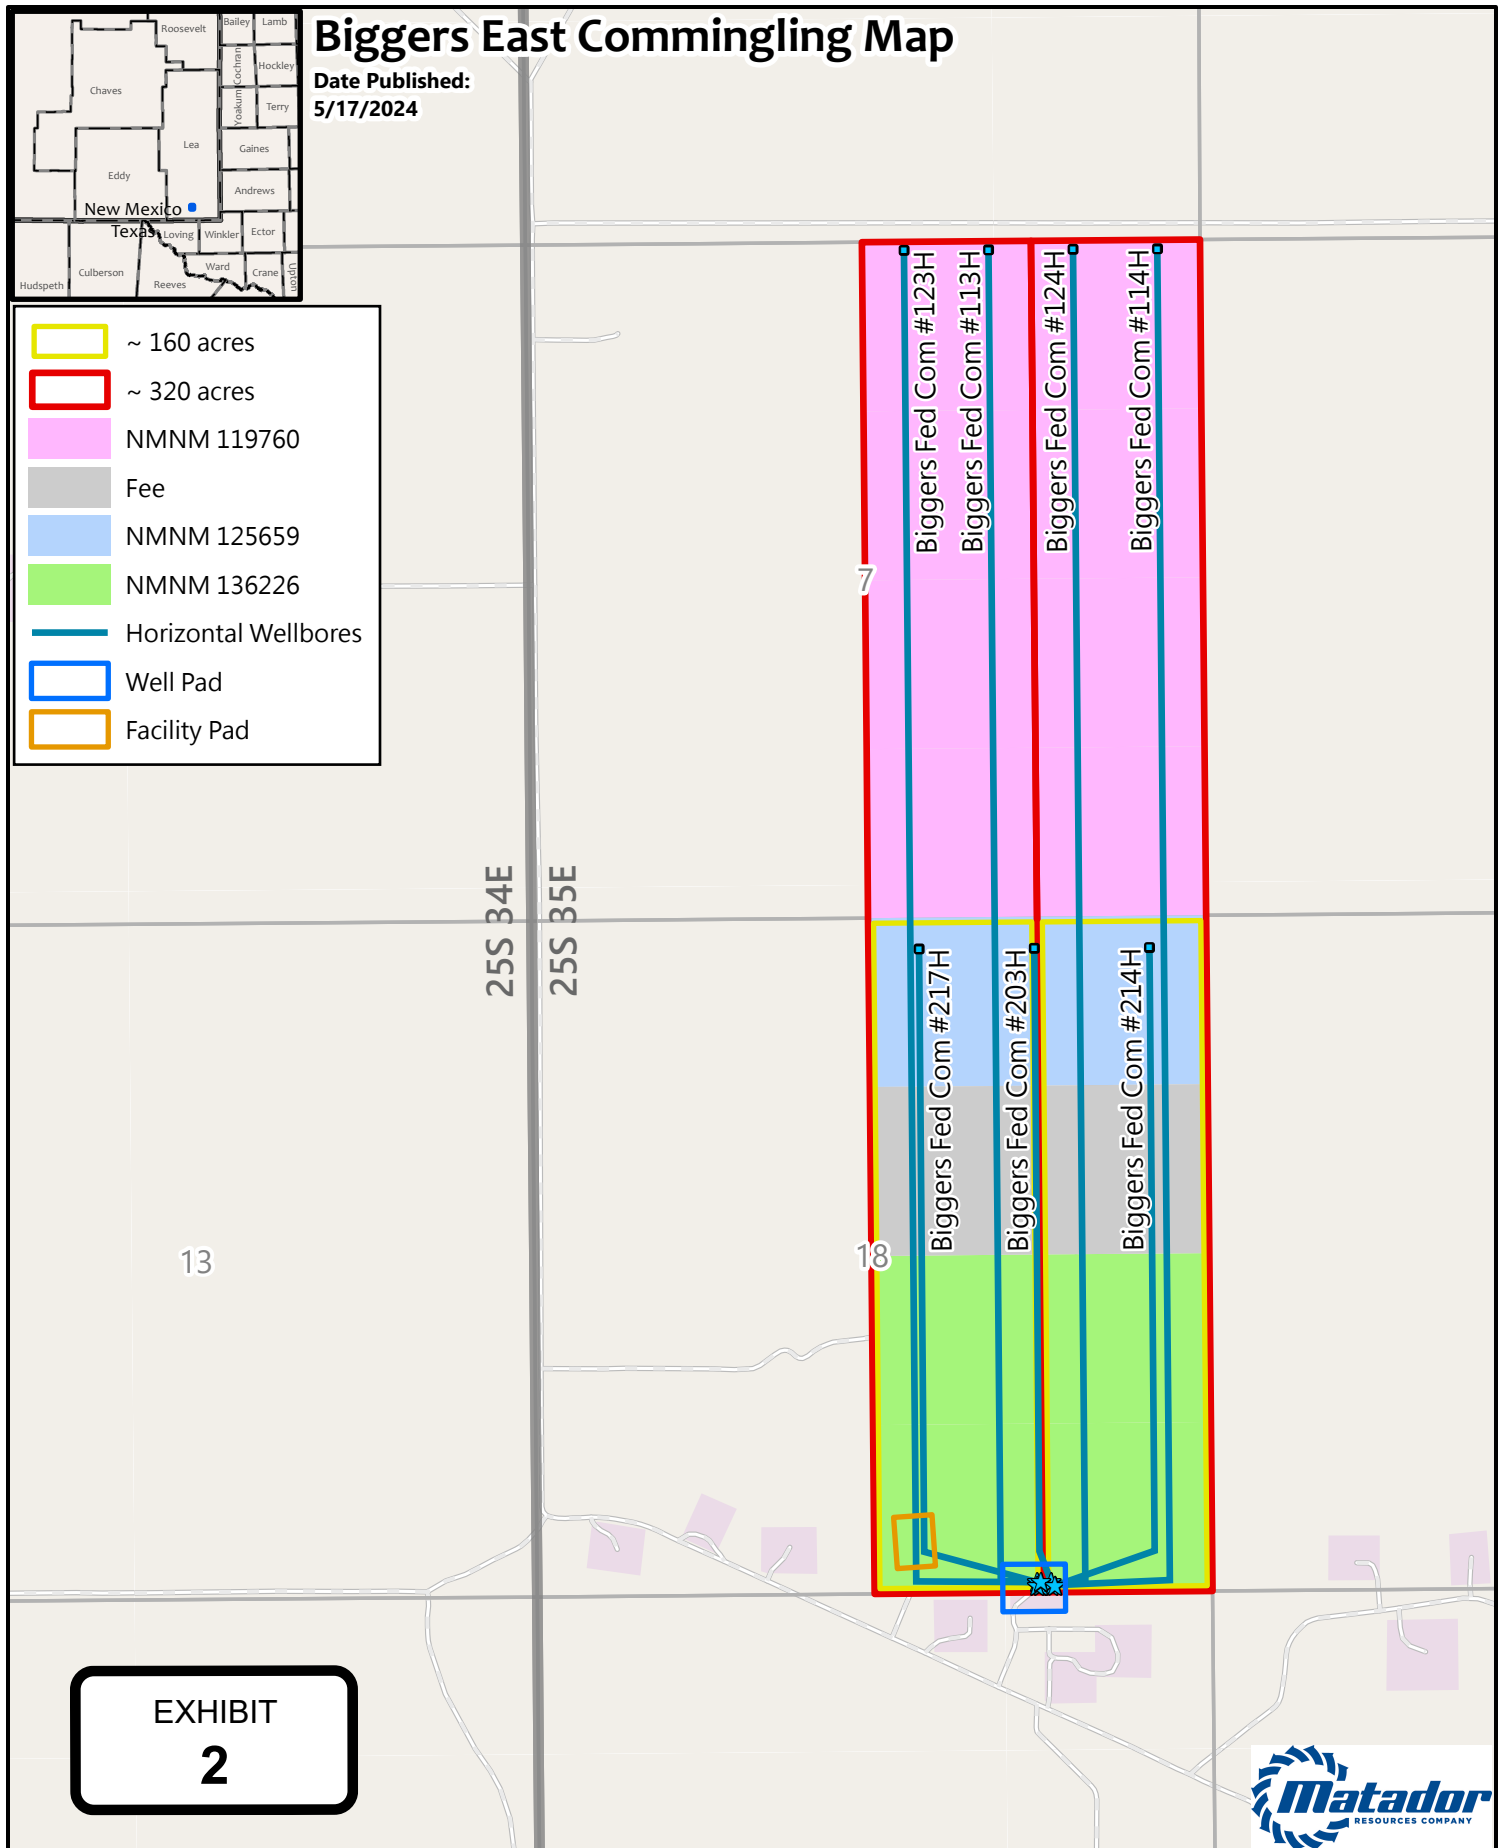 Biggers East Commingling Map
Date Published:
5/17/2024
Roosevelt
Bailey
Lamb
Cochran
Hockley
Chaves
Yoakum
Terry
Lea
Gaines
Eddy
Andrews
New Mexico
Texas
Loving
Winkler
Ector
Culberson
Ward
Crane
Upton
Hudspeth
Reeves
~ 160 acres
~ 320 acres
NMNM 119760
Fee
NMNM 125659
NMNM 136226
Horizontal Wellbores
Well Pad
Facility Pad
Biggers Fed Com #123H
Biggers Fed Com #113H
Biggers Fed Com #124H
Biggers Fed Com #114H
7
25S 34E
25S 35E
Biggers Fed Com #217H
Biggers Fed Com #203H
Biggers Fed Com #214H
13
18
EXHIBIT
2
Matador
RESOURCES COMPANY